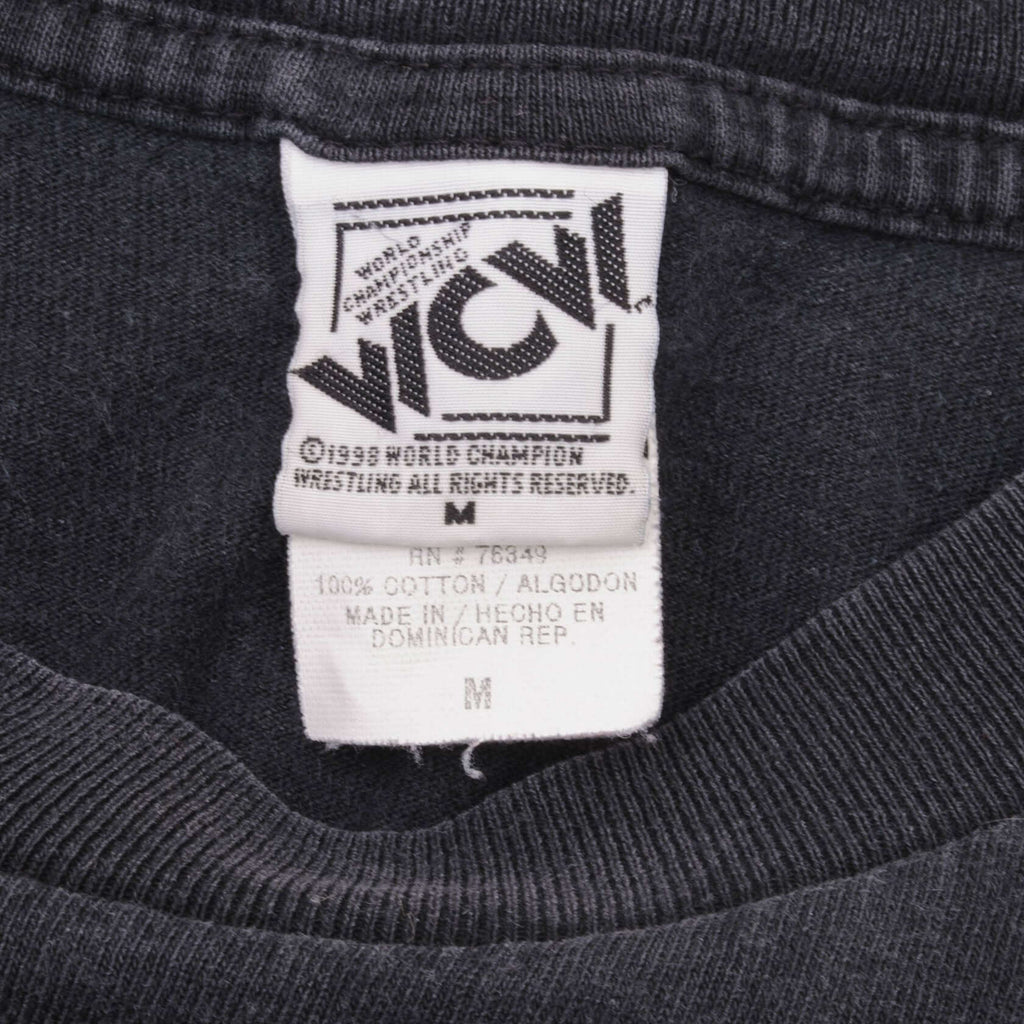 WORLD
CHAMPIONSHIP
WRESTLING
WCW
TM
©1998 WORLD CHAMPION
WRESTLING ALL RIGHTS RESERVED.
M
RN # 76349
100% COTTON / ALGODON
MADE IN / HECHO EN
DOMINICAN REP.
M